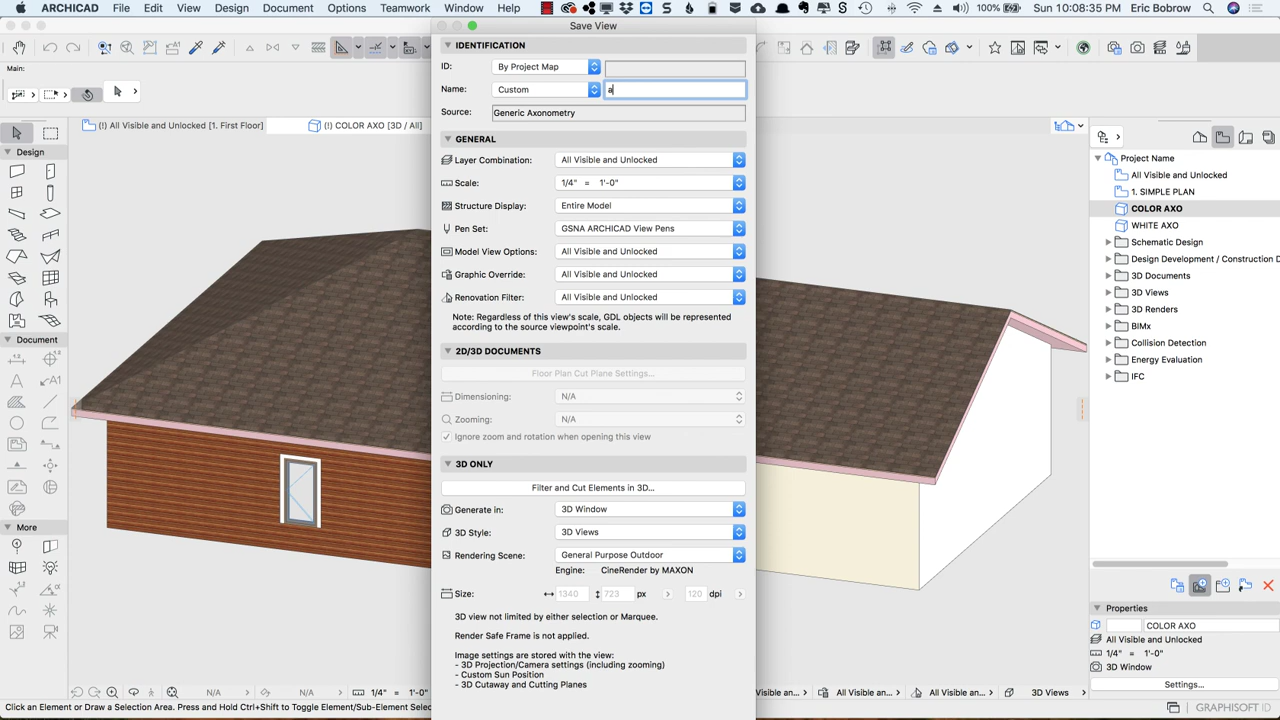 ARCHICAD File Edit View Design Document Options Teamwork Window Help 100% Eric Bobrow
Sun 10:08:35 PM
Save View
Main:
(!) All Visible and Unlocked [1. First Floor]
(!) COLOR AXO [3D / All]
Design
Document
More
IDENTIFICATION
ID: By Project Map
Name: Custom a
Source: Generic Axonometry
GENERAL
Layer Combination: All Visible and Unlocked
Scale: 1/4" = 1'-0"
Structure Display: Entire Model
Pen Set: GSNA ARCHICAD View Pens
Model View Options: All Visible and Unlocked
Graphic Override: All Visible and Unlocked
Renovation Filter: All Visible and Unlocked
Note: Regardless of this view's scale, GDL objects will be represented
according to the source viewpoint's scale.
2D/3D DOCUMENTS
Floor Plan Cut Plane Settings...
Dimensioning: N/A
Zooming: N/A
Ignore zoom and rotation when opening this view
3D ONLY
Filter and Cut Elements in 3D...
Generate in: 3D Window
3D Style: 3D Views
Rendering Scene: General Purpose Outdoor
Engine: CineRender by MAXON
Size: 1340 723 px 120 dpi
3D view not limited by either selection or Marquee.
Render Safe Frame is not applied.
Image settings are stored with the view:
- 3D Projection/Camera settings (including zooming)
- Custom Sun Position
- 3D Cutaway and Cutting Planes
Project Name
All Visible and Unlocked
1. SIMPLE PLAN
COLOR AXO
WHITE AXO
Schematic Design
Design Development / Construction D
3D Documents
3D Views
3D Renders
BIMx
Collision Detection
Energy Evaluation
IFC
Properties
COLOR AXO
All Visible and Unlocked
1/4" = 1'-0"
3D Window
Settings...
N/A N/A 1/4" = 1'-0" Visible an... All Visible an... All Visible an... 3D Views
Click an Element or Draw a Selection Area. Press and Hold Ctrl+Shift to Toggle Element/Sub-Element Selec
GRAPHISOFT ID